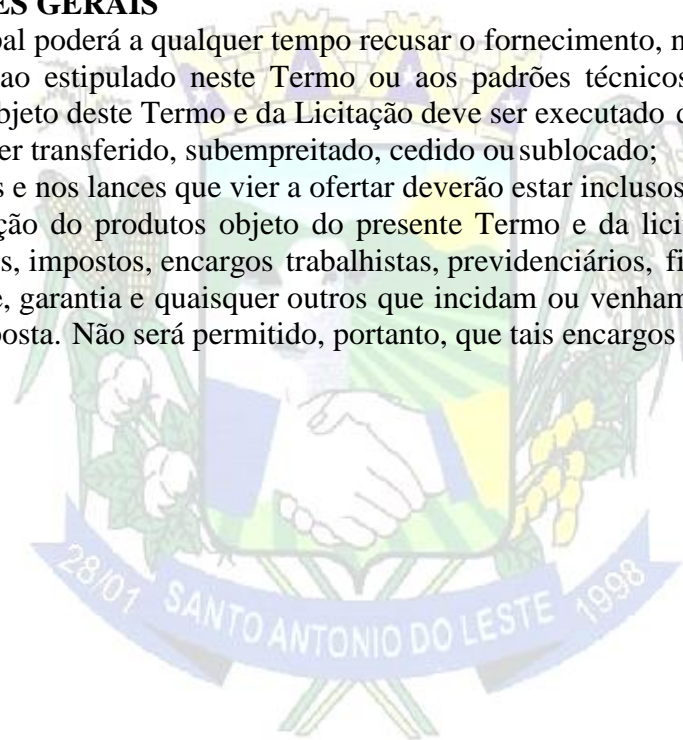 ES GERAIS
pal poderá a qualquer tempo recusar o fornecimento, n
ao estipulado neste Termo ou aos padrões técnicos
bjeto deste Termo e da Licitação deve ser executado
er transferido, subempreitado, cedido ou sublocado;
s e nos lances que vier a ofertar deverão estar inclusos
ção do produtos objeto do presente Termo e da lici
s, impostos, encargos trabalhistas, previdenciários, fi
e, garantia e quaisquer outros que incidam ou venham
posta. Não será permitido, portanto, que tais encargos
28/01 SANTO ANTONIO DO LESTE 1998